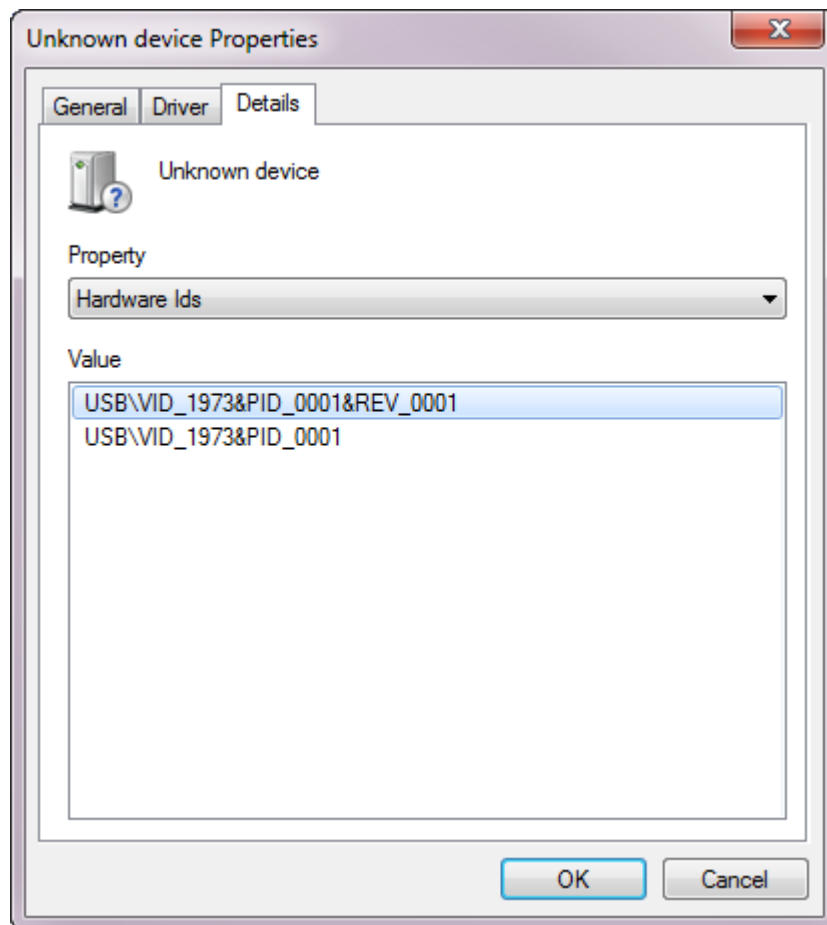 Unknown device Properties
General Driver Details
Unknown device
Property
Hardware Ids
Value
USB\VID_1973&PID_0001&REV_0001
USB\VID_1973&PID_0001
OK Cancel